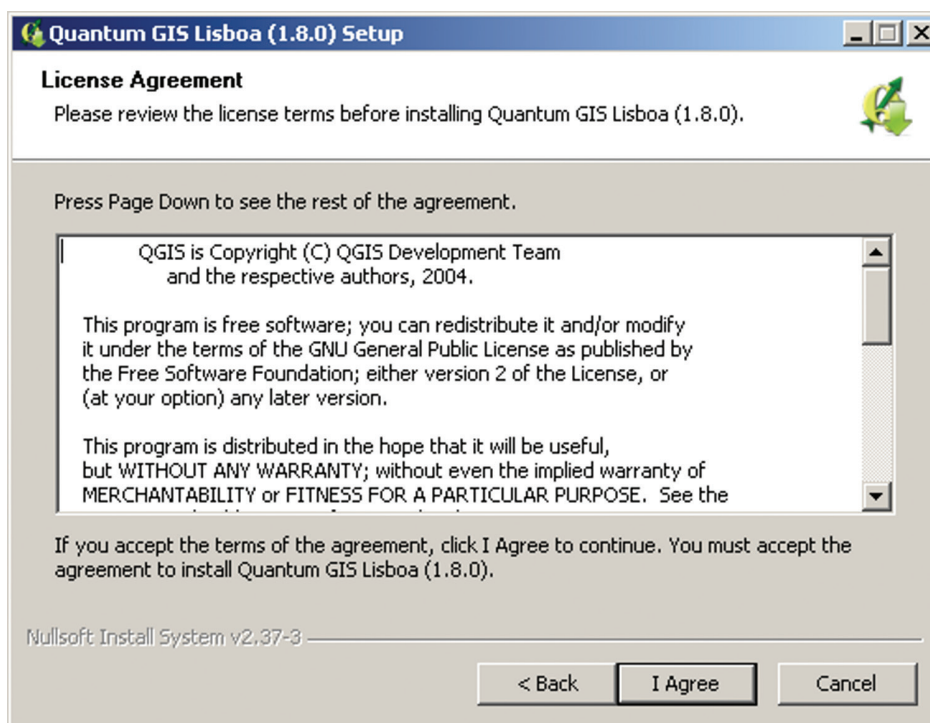 Quantum GIS Lisboa (1.8.0) Setup
License Agreement
Please review the license terms before installing Quantum GIS Lisboa (1.8.0).
Press Page Down to see the rest of the agreement.
QGIS is Copyright (C) QGIS Development Team
and the respective authors, 2004.
This program is free software; you can redistribute it and/or modify
it under the terms of the GNU General Public License as published by
the Free Software Foundation; either version 2 of the License, or
(at your option) any later version.
This program is distributed in the hope that it will be useful,
but WITHOUT ANY WARRANTY; without even the implied warranty of
MERCHANTABILITY or FITNESS FOR A PARTICULAR PURPOSE.  See the
If you accept the terms of the agreement, click I Agree to continue. You must accept the
agreement to install Quantum GIS Lisboa (1.8.0).
Nullsoft Install System v2.37-3
< Back
I Agree
Cancel